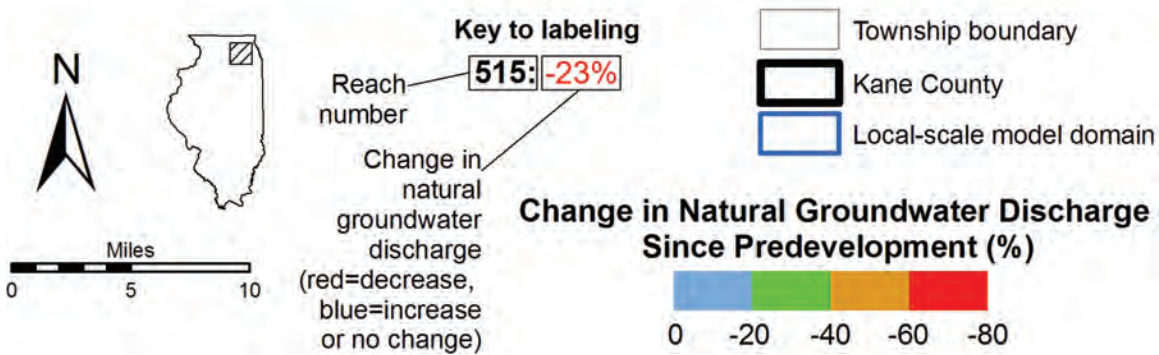 N
Miles
0 5 10
Key to labeling
515: -23%
Reach
number
Change in
natural
groundwater
discharge
(red=decrease,
blue=increase
or no change)
Township boundary
Kane County
Local-scale model domain
Change in Natural Groundwater Discharge
Since Predevelopment (%)
0 -20 -40 -60 -80